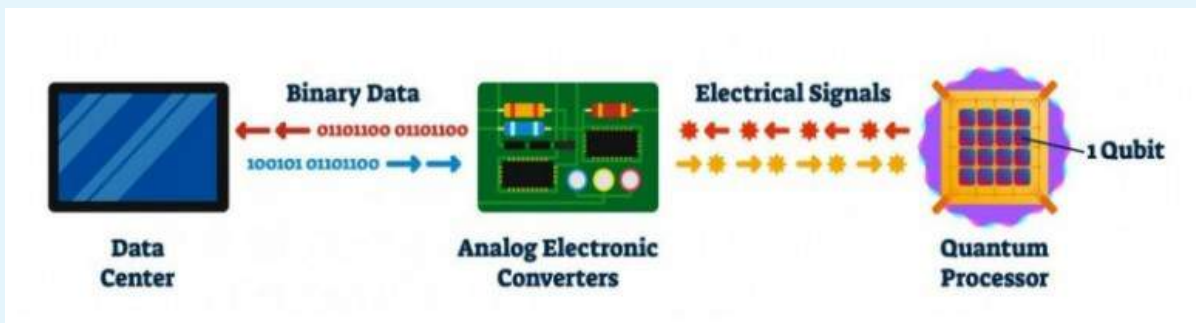 Binary Data
01101100 01101100
100101 01101100
Electrical Signals
1 Qubit
Data
Center
Analog Electronic
Converters
Quantum
Processor